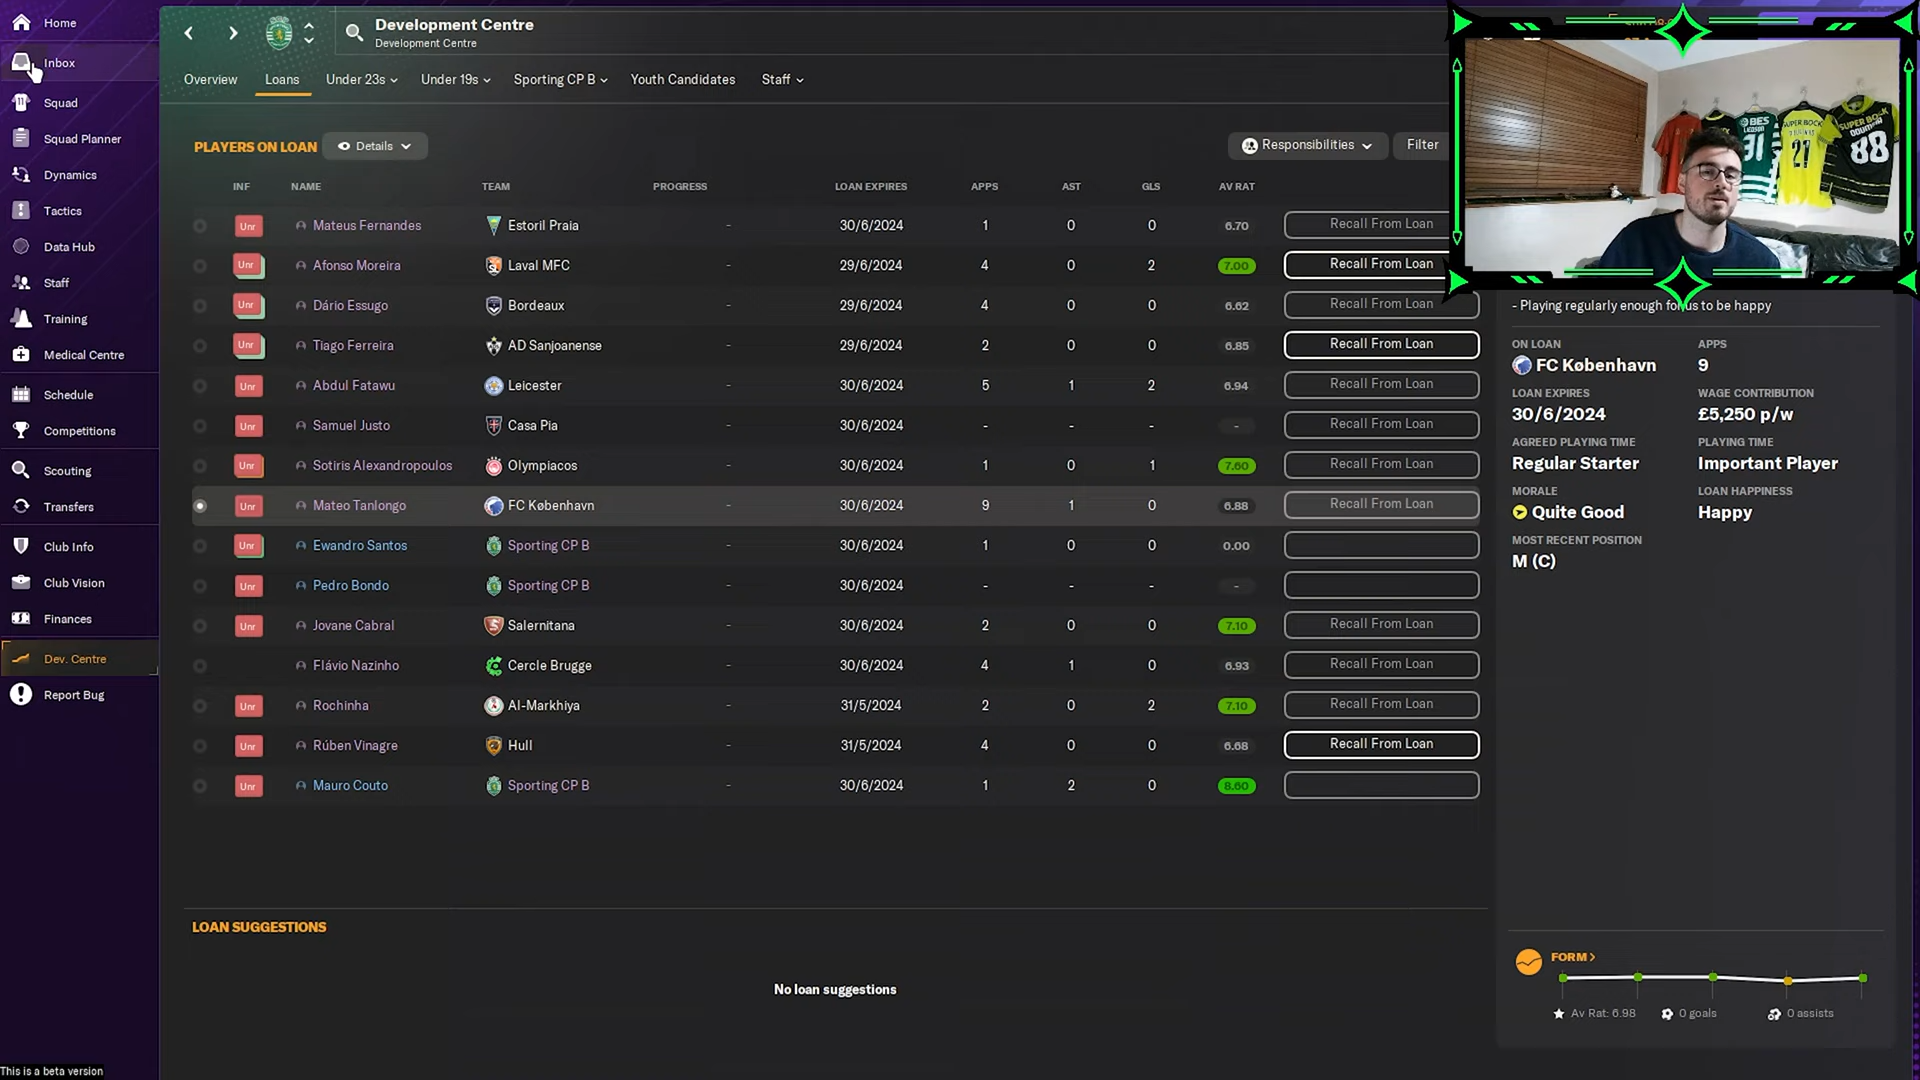 Home
Inbox
Squad
Squad Planner
Dynamics
Tactics
Data Hub
Staff
Training
Medical Centre
Schedule
Competitions
Scouting
Transfers
Club Info
Club Vision
Finances
Dev. Centre
Report Bug
This is a beta version
Development Centre
Development Centre
Overview Loans Under 23s Under 19s Sporting CP B Youth Candidates Staff
PLAYERS ON LOAN Details Responsibilities Filter
INF NAME TEAM PROGRESS LOAN EXPIRES APPS AST GLS AV RAT
Unr Mateus Fernandes Estoril Praia - 30/6/2024 1 0 0 6.70 Recall From Loan
Unr Afonso Moreira Laval MFC - 29/6/2024 4 0 2 7.00 Recall From Loan
Unr Dário Essugo Bordeaux - 29/6/2024 4 0 0 6.62 Recall From Loan
Unr Tiago Ferreira AD Sanjoanense - 29/6/2024 2 0 0 6.85 Recall From Loan
Unr Abdul Fatawu Leicester - 30/6/2024 5 1 2 6.94 Recall From Loan
Unr Samuel Justo Casa Pia - 30/6/2024 - - - - Recall From Loan
Unr Sotiris Alexandropoulos Olympiacos - 30/6/2024 1 0 1 7.60 Recall From Loan
Unr Mateo Tanlongo FC København - 30/6/2024 9 1 0 6.88 Recall From Loan
Unr Ewandro Santos Sporting CP B - 30/6/2024 1 0 0 0.00
Unr Pedro Bondo Sporting CP B - 30/6/2024 - - - -
Unr Jovane Cabral Salernitana - 30/6/2024 2 0 0 7.10 Recall From Loan
Flávio Nazinho Cercle Brugge - 30/6/2024 4 1 0 6.93 Recall From Loan
Unr Rochinha Al-Markhiya - 31/5/2024 2 0 2 7.10 Recall From Loan
Unr Rúben Vinagre Hull - 31/5/2024 4 0 0 6.68 Recall From Loan
Unr Mauro Couto Sporting CP B - 30/6/2024 1 2 0 8.60
LOAN SUGGESTIONS
No loan suggestions
BES
31
SUPER BOCK
21
SUPER BOCK
88
- Playing regularly enough for us to be happy
ON LOAN APPS
FC København 9
LOAN EXPIRES WAGE CONTRIBUTION
30/6/2024 £5,250 p/w
AGREED PLAYING TIME PLAYING TIME
Regular Starter Important Player
MORALE LOAN HAPPINESS
Quite Good Happy
MOST RECENT POSITION
M (C)
FORM >
Av Rat: 6.98 0 goals 0 assists